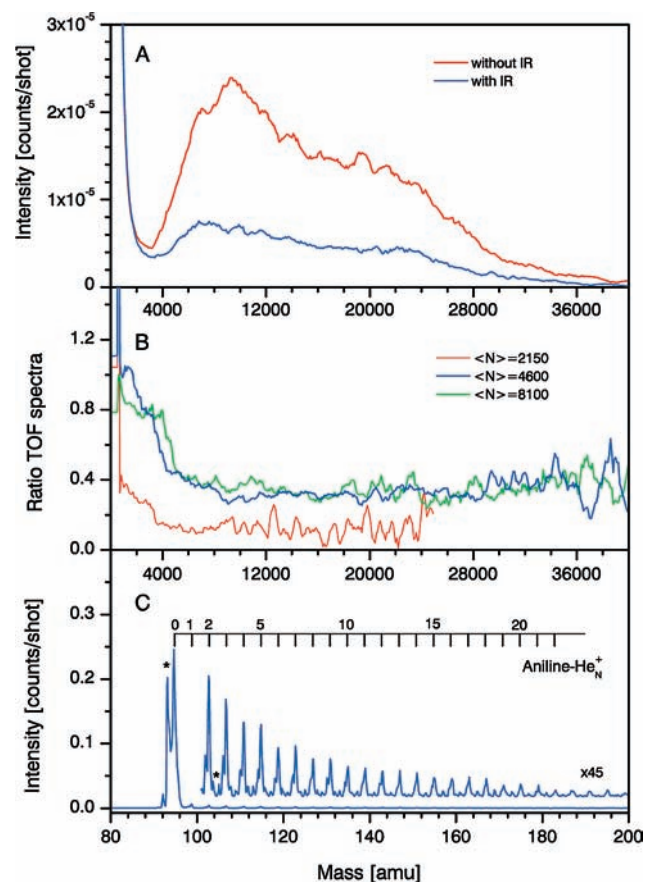 3x10⁻⁵
A
without IR
with IR
2x10⁻⁵
1x10⁻⁵
0
Intensity [counts/shot]
4000 12000 20000 28000 36000
B
<N>=2150
<N>=4600
<N>=8100
1.2
0.8
0.4
0.0
Ratio TOF spectra
4000 12000 20000 28000 36000
C
0 1 2 5 10 15 20
Aniline-He⁺N
*
*
x45
0.3
0.2
0.1
0.0
Intensity [counts/shot]
80 100 120 140 160 180 200
Mass [amu]